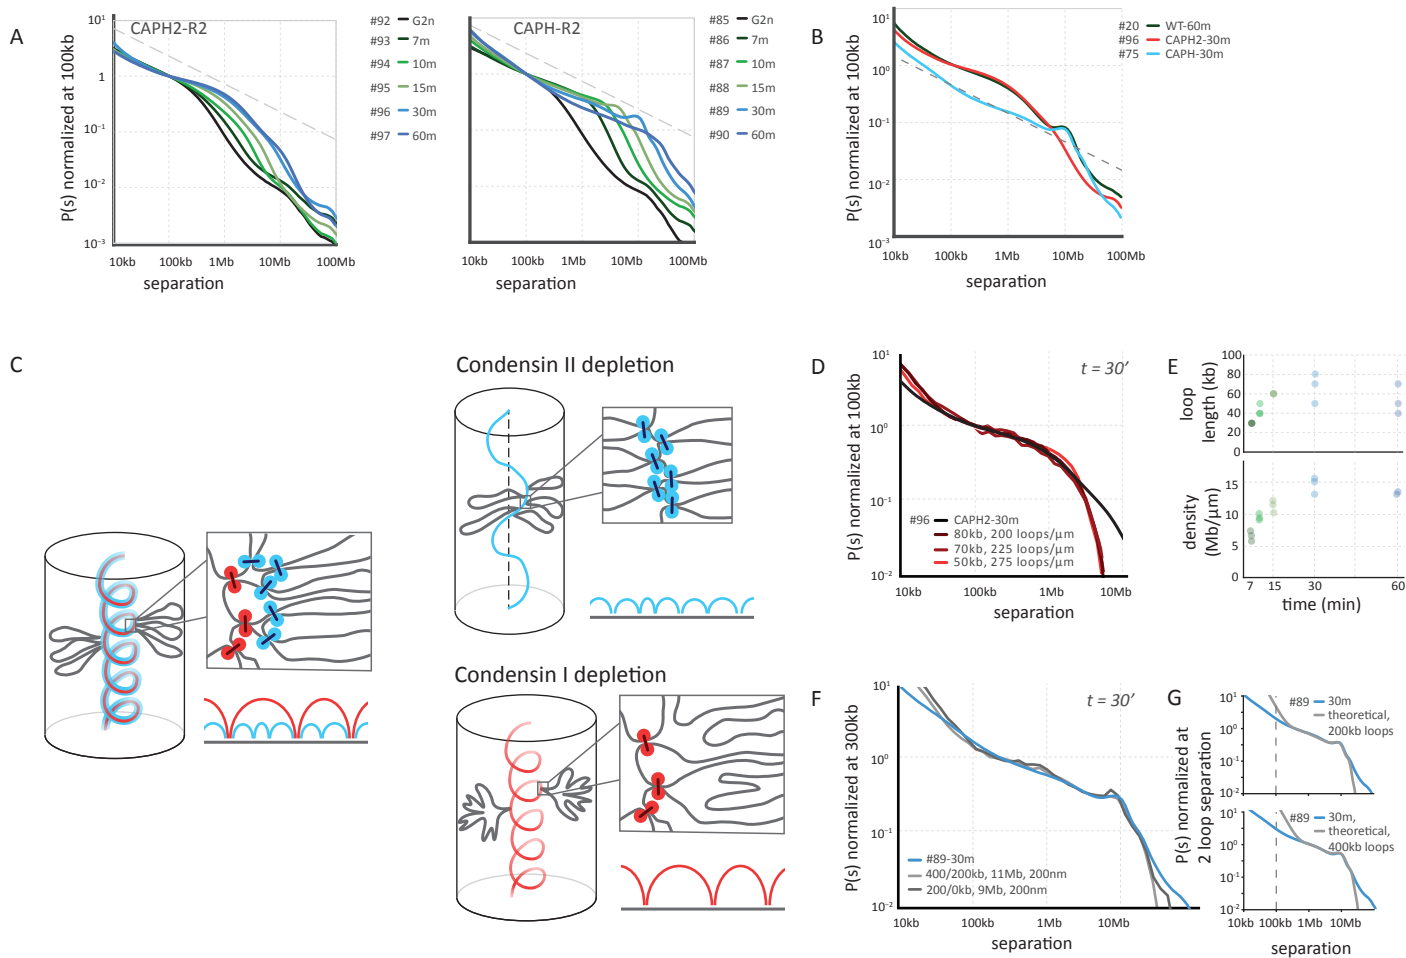 A
CAPH2-R2
P(s) normalized at 100kb
10¹
1
10⁻¹
10⁻²
10⁻³
10kb 100kb 1Mb 10Mb 100Mb
separation
#92 G2n
#93 7m
#94 10m
#95 15m
#96 30m
#97 60m
CAPH-R2
10¹
1
10⁻¹
10⁻²
10⁻³
10kb 100kb 1Mb 10Mb 100Mb
separation
#85 G2n
#86 7m
#87 10m
#88 15m
#89 30m
#90 60m
B
P(s) normalized at 100kb
10¹
10⁰
10⁻¹
10⁻²
10⁻³
10kb 100kb 1Mb 10Mb 100Mb
separation
#20 WT-60m
#96 CAPH2-30m
#75 CAPH-30m
C
Condensin II depletion
Condensin I depletion
D
t = 30’
P(s) normalized at 100kb
10¹
10⁰
10⁻¹
10⁻²
#96 CAPH2-30m
80kb, 200 loops/μm
70kb, 225 loops/μm
50kb, 275 loops/μm
10kb 100kb 1Mb 10Mb
separation
E
loop
length (kb)
100
80
60
40
20
0
density
(Mb/μm)
15
10
5
0
7 15 30 60
time (min)
F
t = 30’
P(s) normalized at 300kb
10¹
10⁰
10⁻¹
10⁻²
#89-30m
400/200kb, 11Mb, 200nm
200/0kb, 9Mb, 200nm
10kb 100kb 1Mb 10Mb
separation
G
P(s) normalized at
2 loop separation
10¹
10⁰
10⁻¹
10⁻²
#89 30m
theoretical,
200kb loops
10¹
10⁰
10⁻¹
10⁻²
#89 30m,
theoretical,
400kb loops
10kb 100kb 1Mb 10Mb
separation